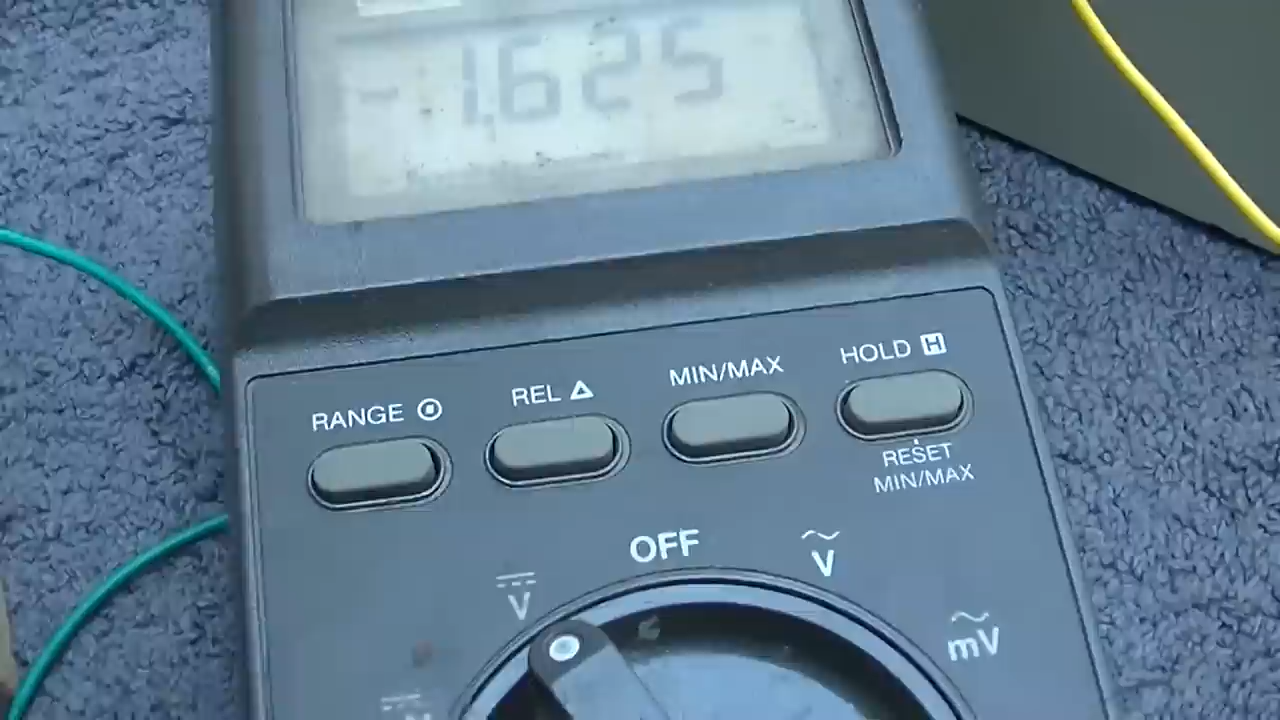 -1.625
RANGE
REL △
MIN/MAX
HOLD H
RESET
MIN/MAX
OFF
V
V
mV